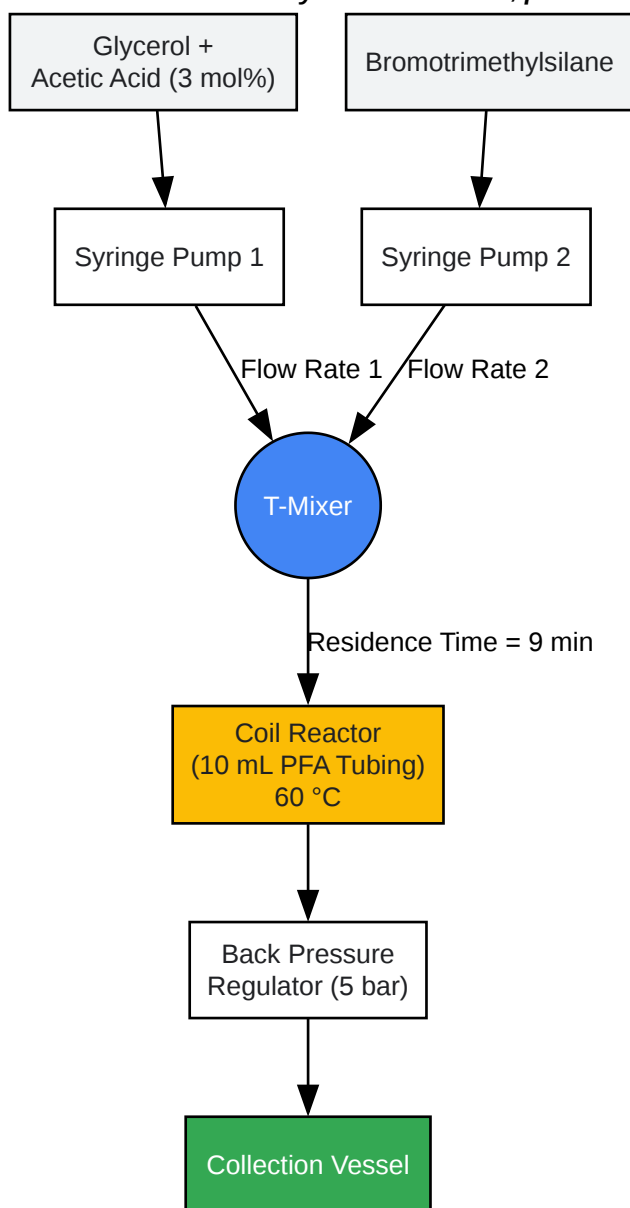 Glycerol +
Acetic Acid (3 mol%)
Bromotrimethylsilane
Syringe Pump 1
Syringe Pump 2
Flow Rate 1
Flow Rate 2
T-Mixer
Residence Time = 9 min
Coil Reactor
(10 mL PFA Tubing)
60 °C
Back Pressure
Regulator (5 bar)
Collection Vessel